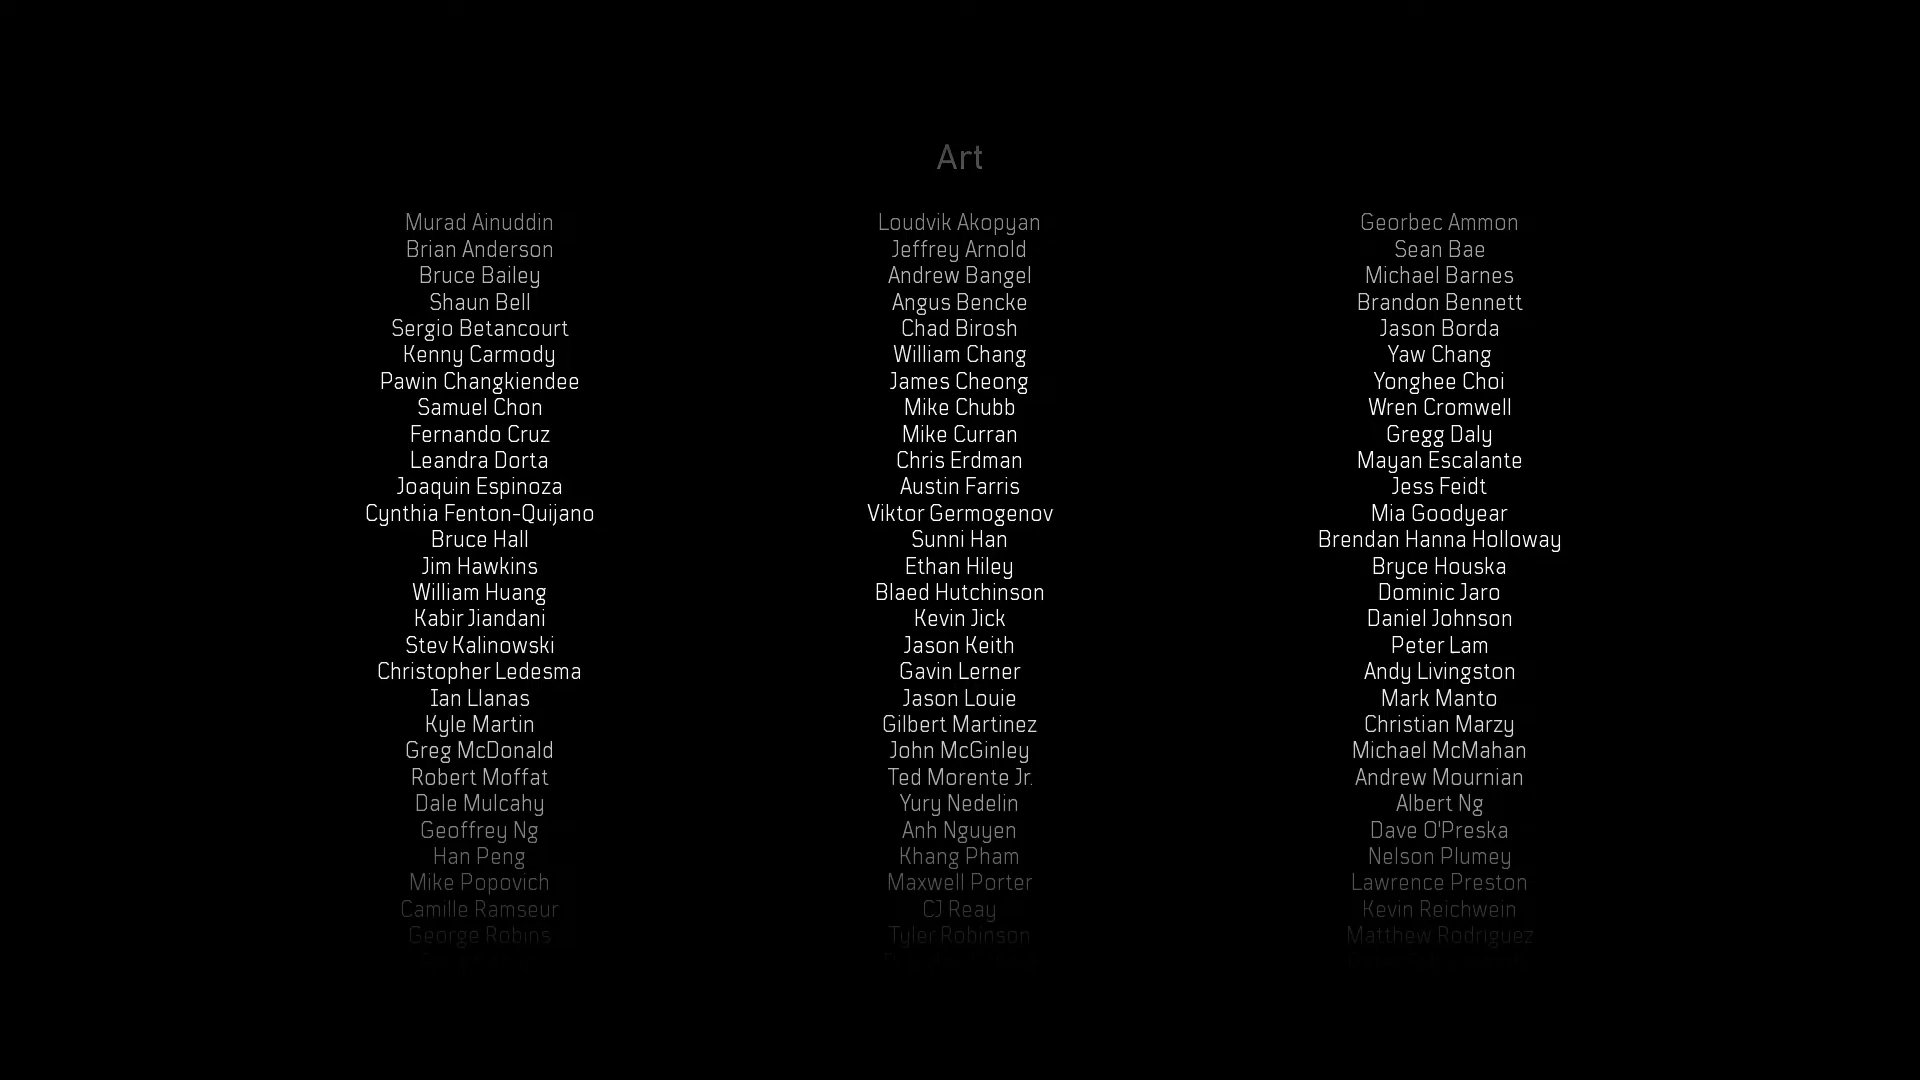 Art
Murad Ainuddin Loudvik Akopyan Georbec Ammon
Brian Anderson Jeffrey Arnold Sean Bae
Bruce Bailey Andrew Bangel Michael Barnes
Shaun Bell Angus Bencke Brandon Bennett
Sergio Betancourt Chad Birosh Jason Borda
Kenny Carmody William Chang Yaw Chang
Pawin Changkiendee James Cheong Yonghee Choi
Samuel Chon Mike Chubb Wren Cromwell
Fernando Cruz Mike Curran Gregg Daly
Leandra Dorta Chris Erdman Mayan Escalante
Joaquin Espinoza Austin Farris Jess Feidt
Cynthia Fenton-Quijano Viktor Germogenov Mia Goodyear
Bruce Hall Sunni Han Brendan Hanna Holloway
Jim Hawkins Ethan Hiley Bryce Houska
William Huang Blaed Hutchinson Dominic Jaro
Kabir Jiandani Kevin Jick Daniel Johnson
Stev Kalinowski Jason Keith Peter Lam
Christopher Ledesma Gavin Lerner Andy Livingston
Ian Llanas Jason Louie Mark Manto
Kyle Martin Gilbert Martinez Christian Marzy
Greg McDonald John McGinley Michael McMahan
Robert Moffat Ted Morente Jr. Andrew Mournian
Dale Mulcahy Yury Nedelin Albert Ng
Geoffrey Ng Anh Nguyen Dave O'Preska
Han Peng Khang Pham Nelson Plumey
Mike Popovich Maxwell Porter Lawrence Preston
Camille Ramseur CJ Reay Kevin Reichwein
George Robins Tyler Robinson Matthew Rodriguez